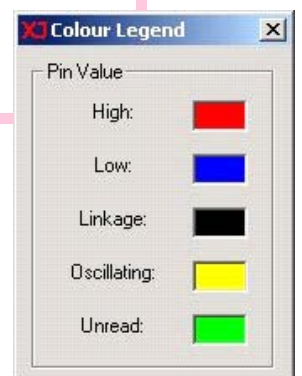 XJ Colour Legend
Pin Value
High:
Low:
Linkage:
Oscillating:
Unread: